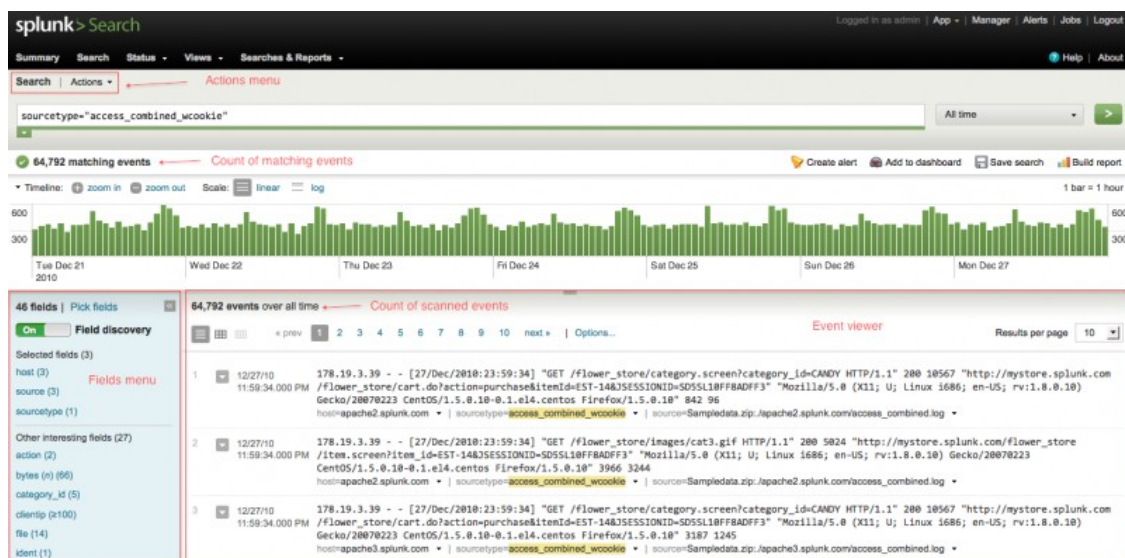 splunk> Search
Logged in as admin | App | Manager | Alerts | Jobs | Logout
Summary Search Status Views Searches & Reports
Help | About
Search | Actions
Actions menu
sourcetype="access_combined_wcookie"
All time
>
64,792 matching events
Count of matching events
Create alert Add to dashboard Save search Build report
Timeline: zoom in zoom out Scale: linear log
1 bar = 1 hour
600 600
300 300
Tue Dec 21 Wed Dec 22 Thu Dec 23 Fri Dec 24 Sat Dec 25 Sun Dec 26 Mon Dec 27
2010
46 fields | Pick fields
On Field discovery
Selected fields (3)
host (3)
Fields menu
source (3)
sourcetype (1)
Other interesting fields (27)
action (2)
bytes (n) (66)
category_id (5)
clientip (≥100)
file (14)
ident (1)
64,792 events over all time
Count of scanned events
« prev 1 2 3 4 5 6 7 8 9 10 next » | Options...
Event viewer
Results per page 10
1 12/27/10 178.19.3.39 - - [27/Dec/2010:23:59:34] "GET /flower_store/category.screen?category_id=CANDY HTTP/1.1" 200 10567 "http://mystore.splunk.com
11:59:34.000 PM /flower_store/cart.do?action=purchase&itemId=EST-14&JSESSIONID=SD5SL10FF8ADFF3" "Mozilla/5.0 (X11; U; Linux i686; en-US; rv:1.8.0.10)
Gecko/20070223 CentOS/1.5.0.10-0.1.el4.centos Firefox/1.5.0.10" 842 96
host=apache2.splunk.com | sourcetype=access_combined_wcookie | source=Sampledata.zip:./apache2.splunk.com/access_combined.log
2 12/27/10 178.19.3.39 - - [27/Dec/2010:23:59:34] "GET /flower_store/images/cat3.gif HTTP/1.1" 200 5024 "http://mystore.splunk.com/flower_store
11:59:34.000 PM /item.screen?item_id=EST-14&JSESSIONID=SD5SL10FF8ADFF3" "Mozilla/5.0 (X11; U; Linux i686; en-US; rv:1.8.0.10) Gecko/20070223
CentOS/1.5.0.10-0.1.el4.centos Firefox/1.5.0.10" 3966 3244
host=apache2.splunk.com | sourcetype=access_combined_wcookie | source=Sampledata.zip:./apache2.splunk.com/access_combined.log
3 12/27/10 178.19.3.39 - - [27/Dec/2010:23:59:34] "GET /flower_store/category.screen?category_id=CANDY HTTP/1.1" 200 10567 "http://mystore.splunk.com
11:59:34.000 PM /flower_store/cart.do?action=purchase&itemId=EST-14&JSESSIONID=SD5SL10FF8ADFF3" "Mozilla/5.0 (X11; U; Linux i686; en-US; rv:1.8.0.10)
Gecko/20070223 CentOS/1.5.0.10-0.1.el4.centos Firefox/1.5.0.10" 3187 1245
host=apache3.splunk.com | sourcetype=access_combined_wcookie | source=Sampledata.zip:./apache3.splunk.com/access_combined.log